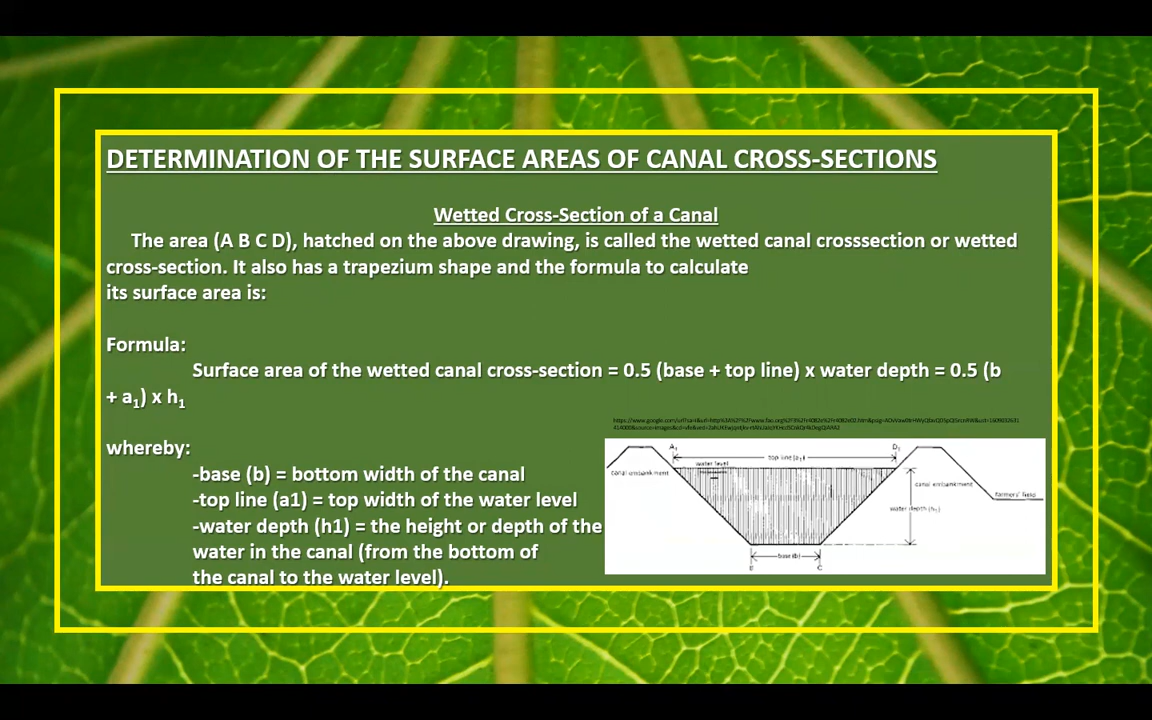 DETERMINATION OF THE SURFACE AREAS OF CANAL CROSS-SECTIONS
Wetted Cross-Section of a Canal
The area (A B C D), hatched on the above drawing, is called the wetted canal crosssection or wetted
cross-section. It also has a trapezium shape and the formula to calculate
its surface area is:
Formula:
Surface area of the wetted canal cross-section = 0.5 (base + top line) x water depth = 0.5 (b
+ a1) x h1
whereby:
-base (b) = bottom width of the canal
-top line (a1) = top width of the water level
-water depth (h1) = the height or depth of the
water in the canal (from the bottom of
the canal to the water level).
A1
D1
top line (a1)
water level
canal embankment
canal embankment
farmers' field
water depth (h1)
base (b)
B
C